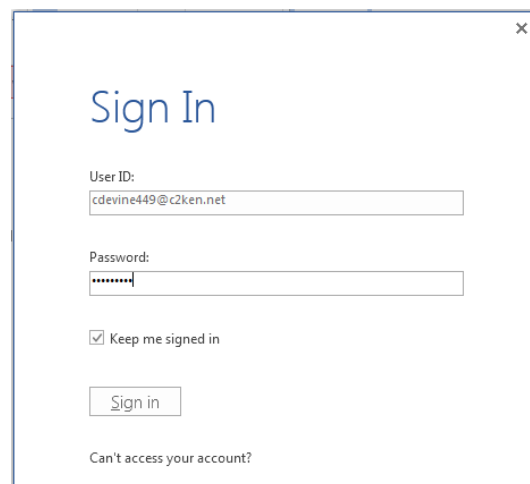 Sign In
User ID:
cdevine449@c2ken.net
Password:
•••••••••
Keep me signed in
Sign in
Can't access your account?